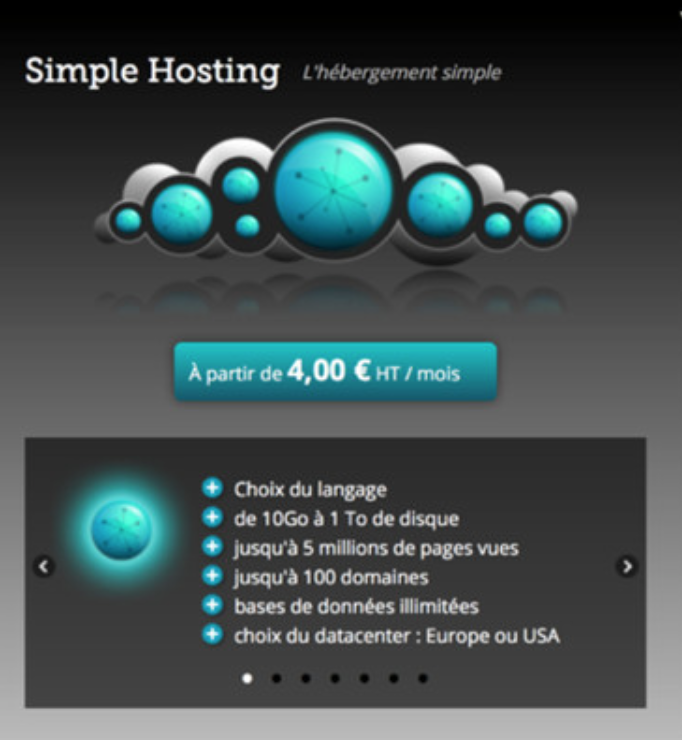 Simple Hosting L'hébergement simple
À partir de 4,00 € HT / mois
Choix du langage
de 10Go à 1 To de disque
jusqu'à 5 millions de pages vues
jusqu'à 100 domaines
bases de données illimitées
choix du datacenter : Europe ou USA